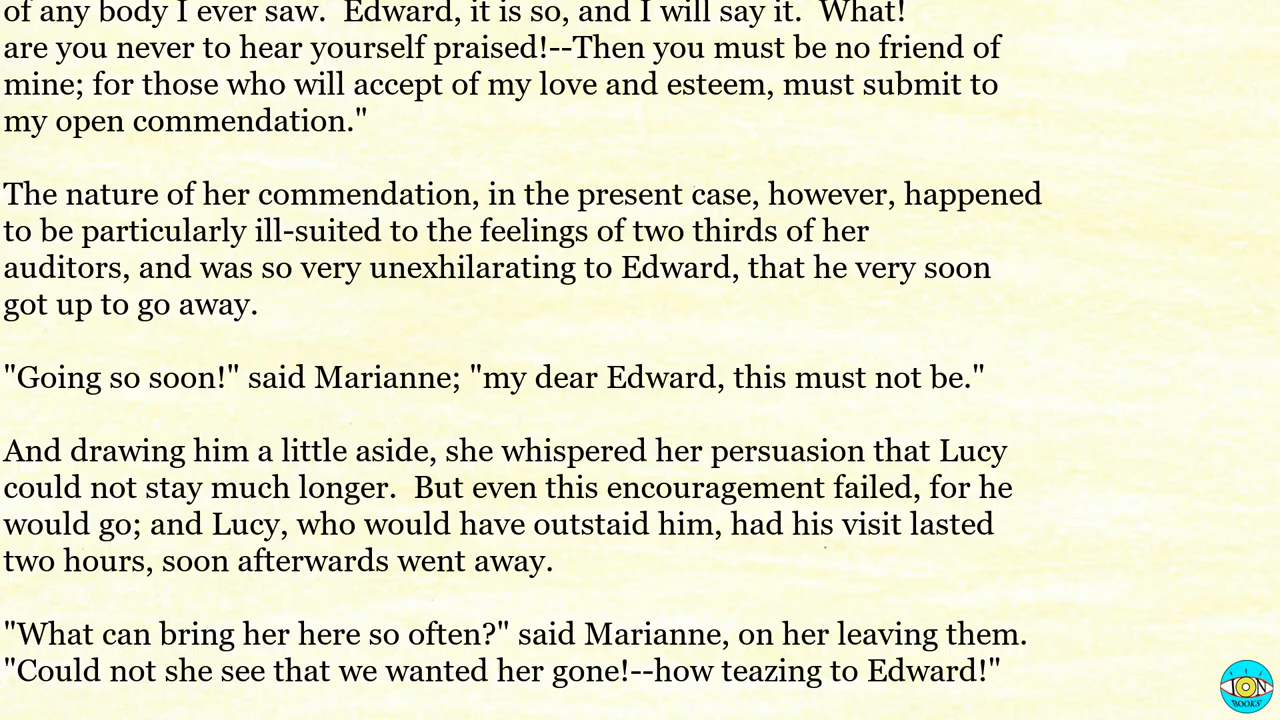 of any body I ever saw.  Edward, it is so, and I will say it.  What!
are you never to hear yourself praised!--Then you must be no friend of
mine; for those who will accept of my love and esteem, must submit to
my open commendation."
The nature of her commendation, in the present case, however, happened
to be particularly ill-suited to the feelings of two thirds of her
auditors, and was so very unexhilarating to Edward, that he very soon
got up to go away.
"Going so soon!" said Marianne; "my dear Edward, this must not be."
And drawing him a little aside, she whispered her persuasion that Lucy
could not stay much longer.  But even this encouragement failed, for he
would go; and Lucy, who would have outstaid him, had his visit lasted
two hours, soon afterwards went away.
"What can bring her here so often?" said Marianne, on her leaving them.
"Could not she see that we wanted her gone!--how teazing to Edward!"
ION
BOOKS